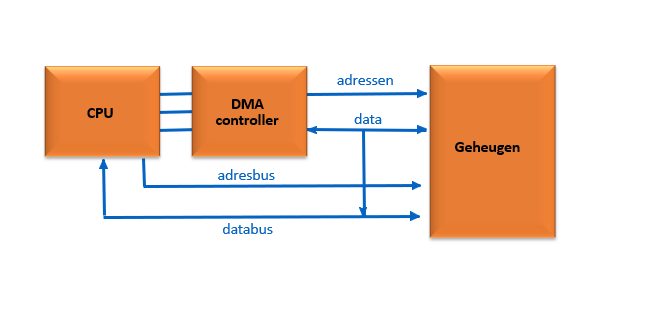 adressen
CPU
DMA
controller
data
Geheugen
adresbus
databus